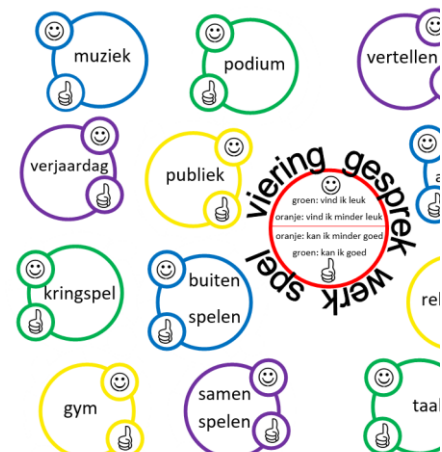 muziek
podium
vertellen
verjaardag
publiek
viering gesprek werk spel
groen: vind ik leuk
oranje: vind ik minder leuk
oranje: kan ik minder goed
groen: kan ik goed
kringspel
buiten
spelen
gym
samen
spelen